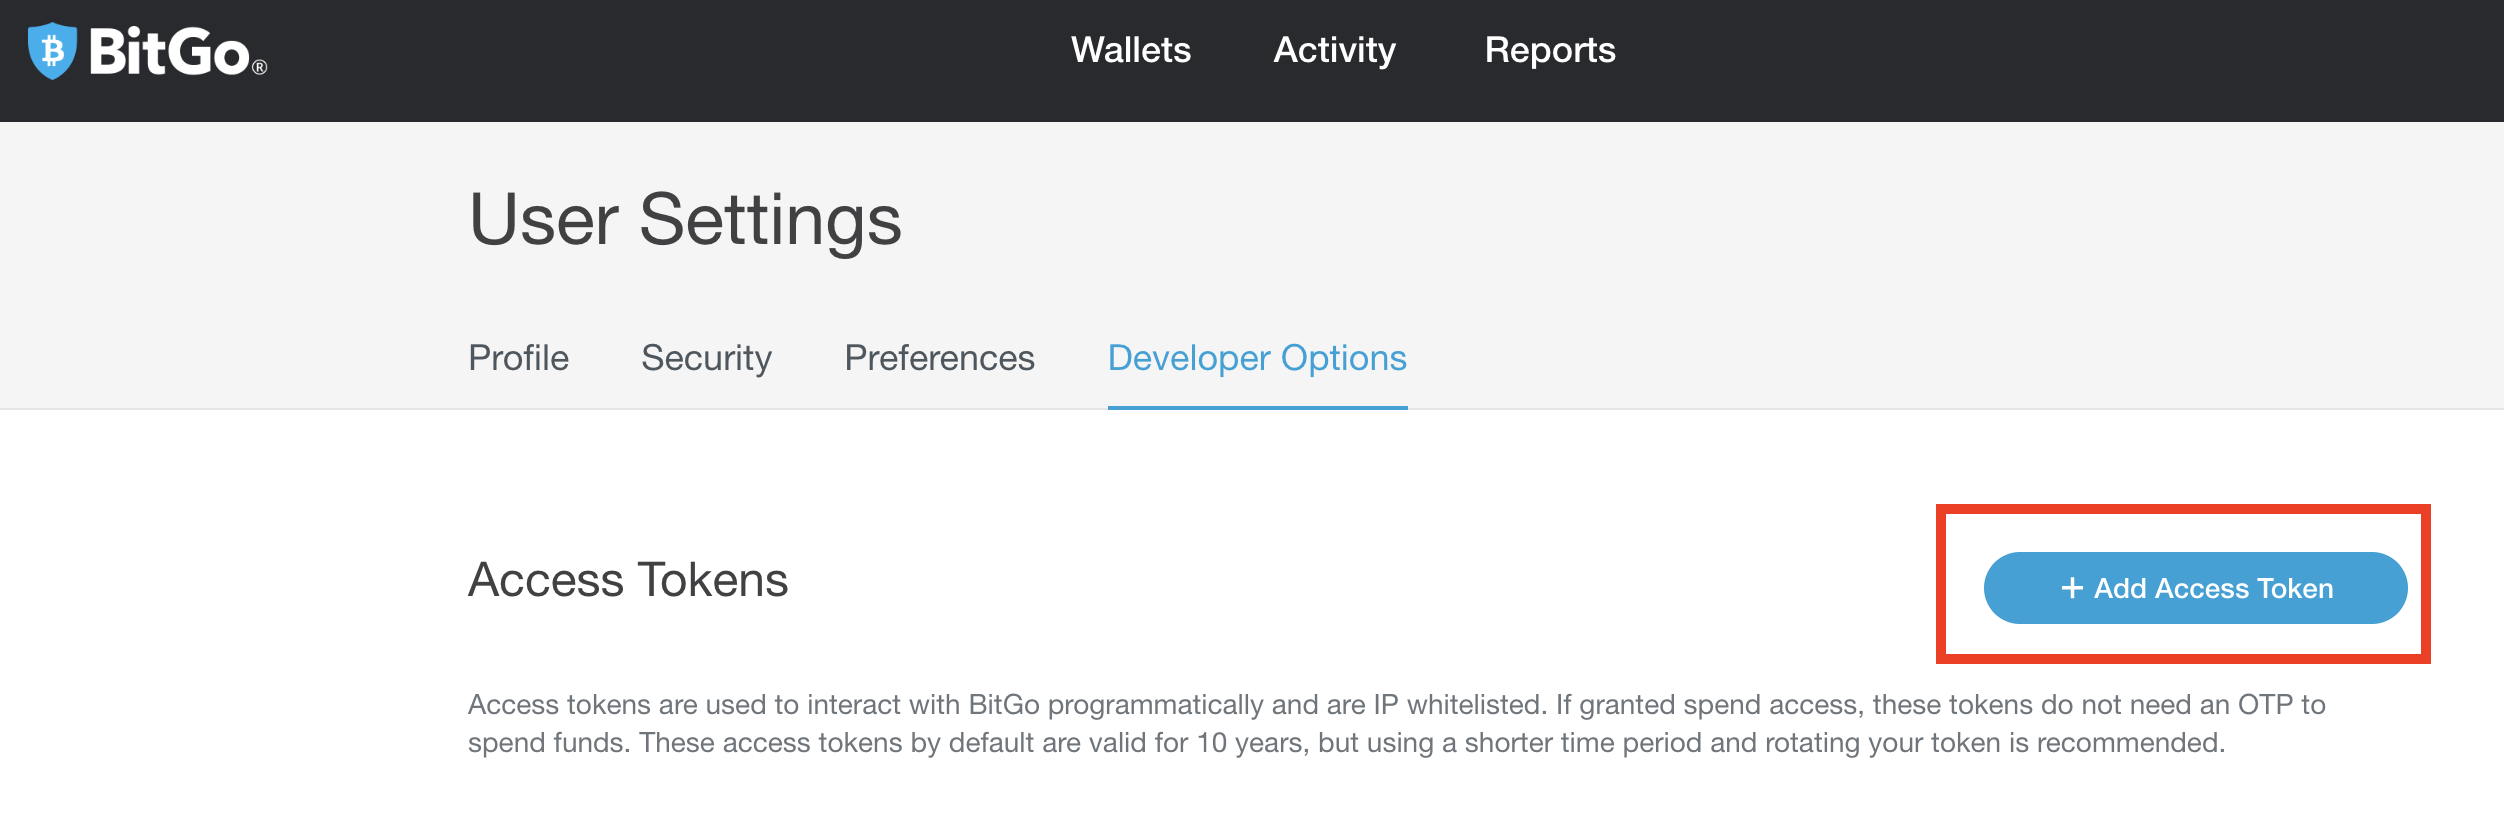 BitGo®
Wallets Activity Reports
User Settings
Profile Security Preferences Developer Options
Access Tokens
+ Add Access Token
Access tokens are used to interact with BitGo programmatically and are IP whitelisted. If granted spend access, these tokens do not need an OTP to
spend funds. These access tokens by default are valid for 10 years, but using a shorter time period and rotating your token is recommended.